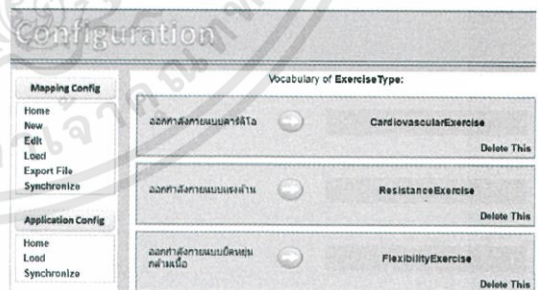 Configuration
Mapping Config
Home
New
Edit
Load
Export File
Synchronize
Application Config
Home
Load
Synchronize
Vocabulary of ExerciseType:
ออกกำลังกายแบบคาร์ดิโอ
CardiovascularExercise
Delete This
ออกกำลังกายแบบแรงต้าน
ResistanceExercise
Delete This
ออกกำลังกายแบบยืดหยุ่น
กล้ามเนื้อ
FlexibilityExercise
Delete This